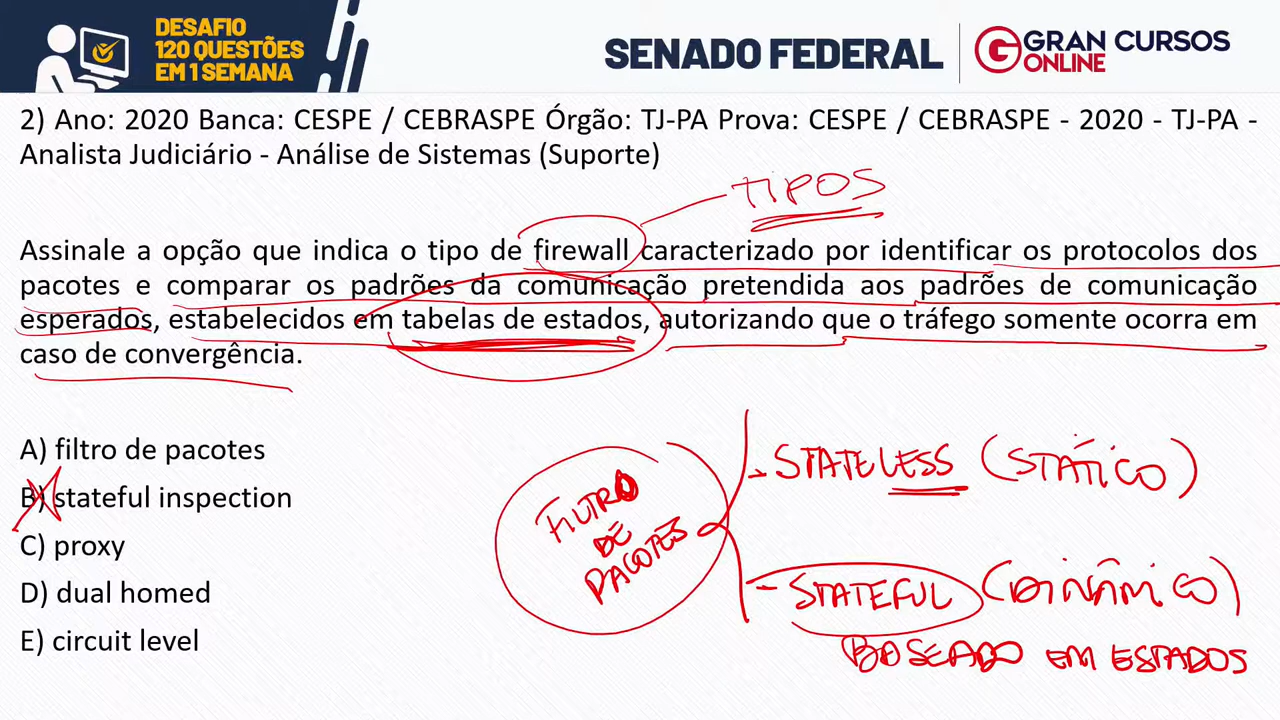 DESAFIO
120 QUESTÕES
EM 1 SEMANA
SENADO FEDERAL
GRAN CURSOS
ONLINE
2) Ano: 2020 Banca: CESPE / CEBRASPE Órgão: TJ-PA Prova: CESPE / CEBRASPE - 2020 - TJ-PA -
Analista Judiciário - Análise de Sistemas (Suporte)
TIPOS
Assinale a opção que indica o tipo de firewall caracterizado por identificar os protocolos dos
pacotes e comparar os padrões da comunicação pretendida aos padrões de comunicação
esperados, estabelecidos em tabelas de estados, autorizando que o tráfego somente ocorra em
caso de convergência.
A) filtro de pacotes
B) stateful inspection
C) proxy
D) dual homed
E) circuit level
FILTRO
DE
PACOTES
- STATELESS (STÁTICO)
- STATEFUL (DINÂMICO)
BASEADO EM ESTADOS